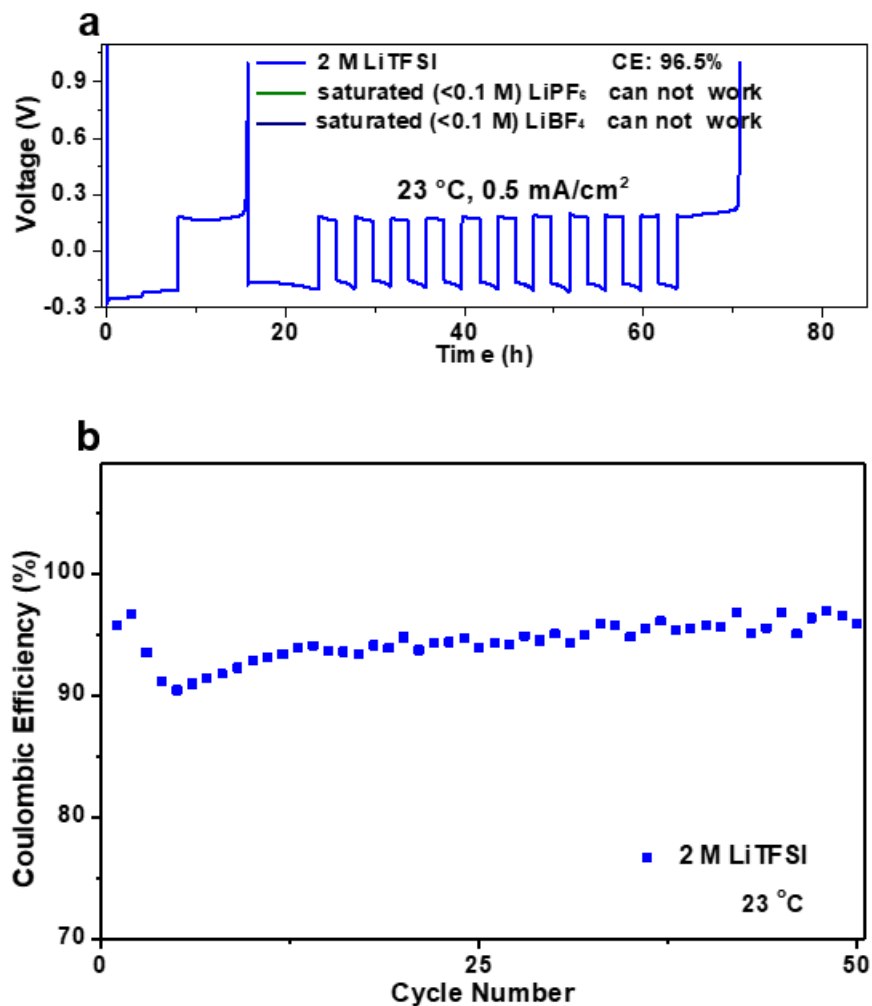 a
2 M LiTFSI CE: 96.5%
saturated (<0.1 M) LiPF₆ can not work
saturated (<0.1 M) LiBF₄ can not work
23 °C, 0.5 mA/cm²
Voltage (V)
0.9
0.6
0.3
0.0
-0.3
0 20 40 60 80
Time (h)
b
Coulombic Efficiency (%)
100
90
80
70
2 M LiTFSI
23 °C
0 25 50
Cycle Number